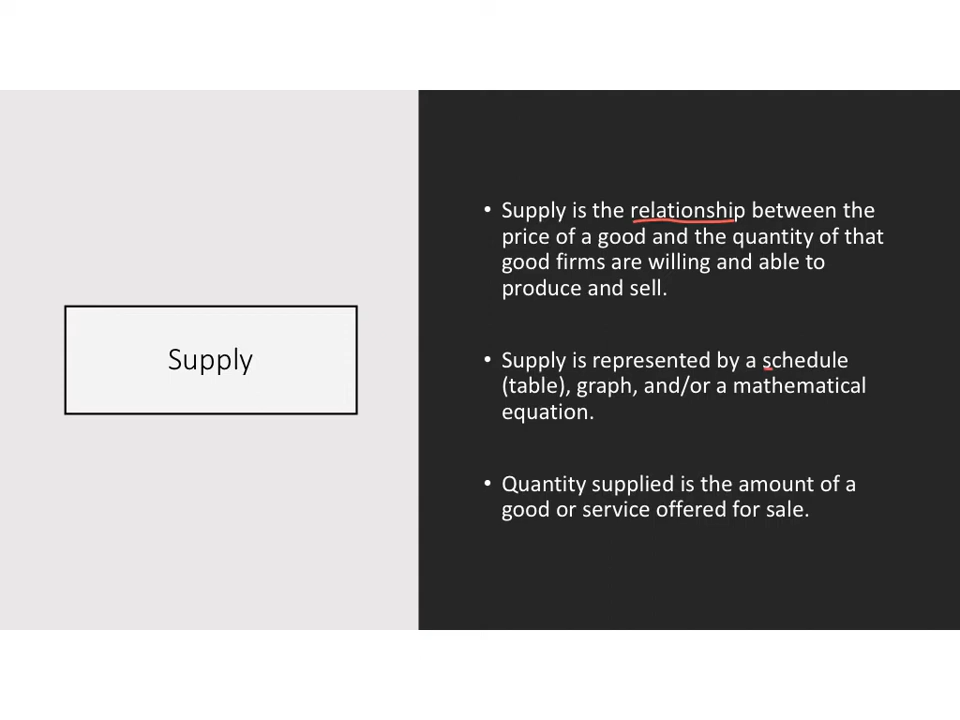 Supply
• Supply is the relationship between the
price of a good and the quantity of that
good firms are willing and able to
produce and sell.
• Supply is represented by a schedule
(table), graph, and/or a mathematical
equation.
• Quantity supplied is the amount of a
good or service offered for sale.